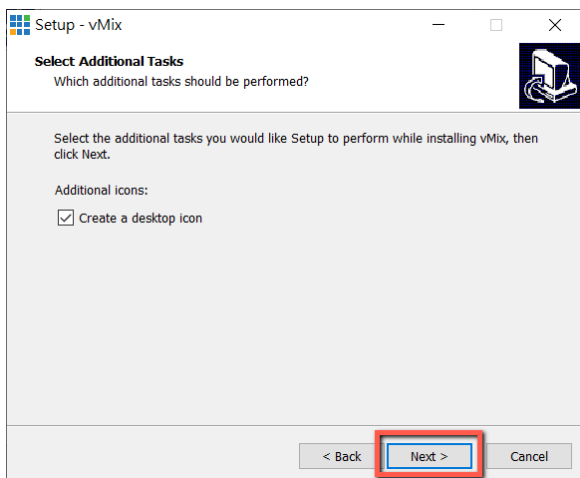 Setup - vMix
Select Additional Tasks
Which additional tasks should be performed?
Select the additional tasks you would like Setup to perform while installing vMix, then
click Next.
Additional icons:
Create a desktop icon
< Back
Next >
Cancel